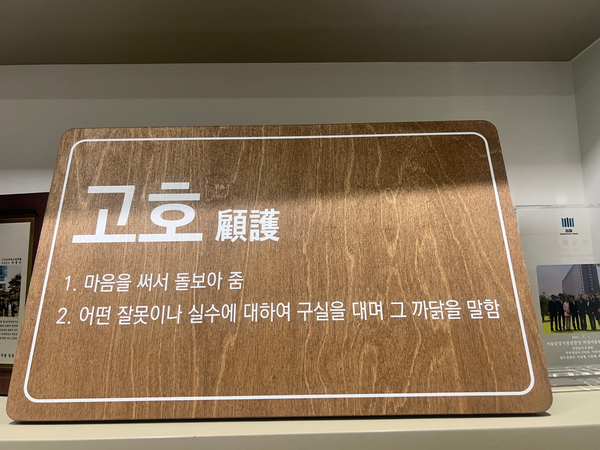 고호 顧護
1. 마음을 써서 돌보아 줌
2. 어떤 잘못이나 실수에 대하여 구실을 대며 그 까닭을 말함